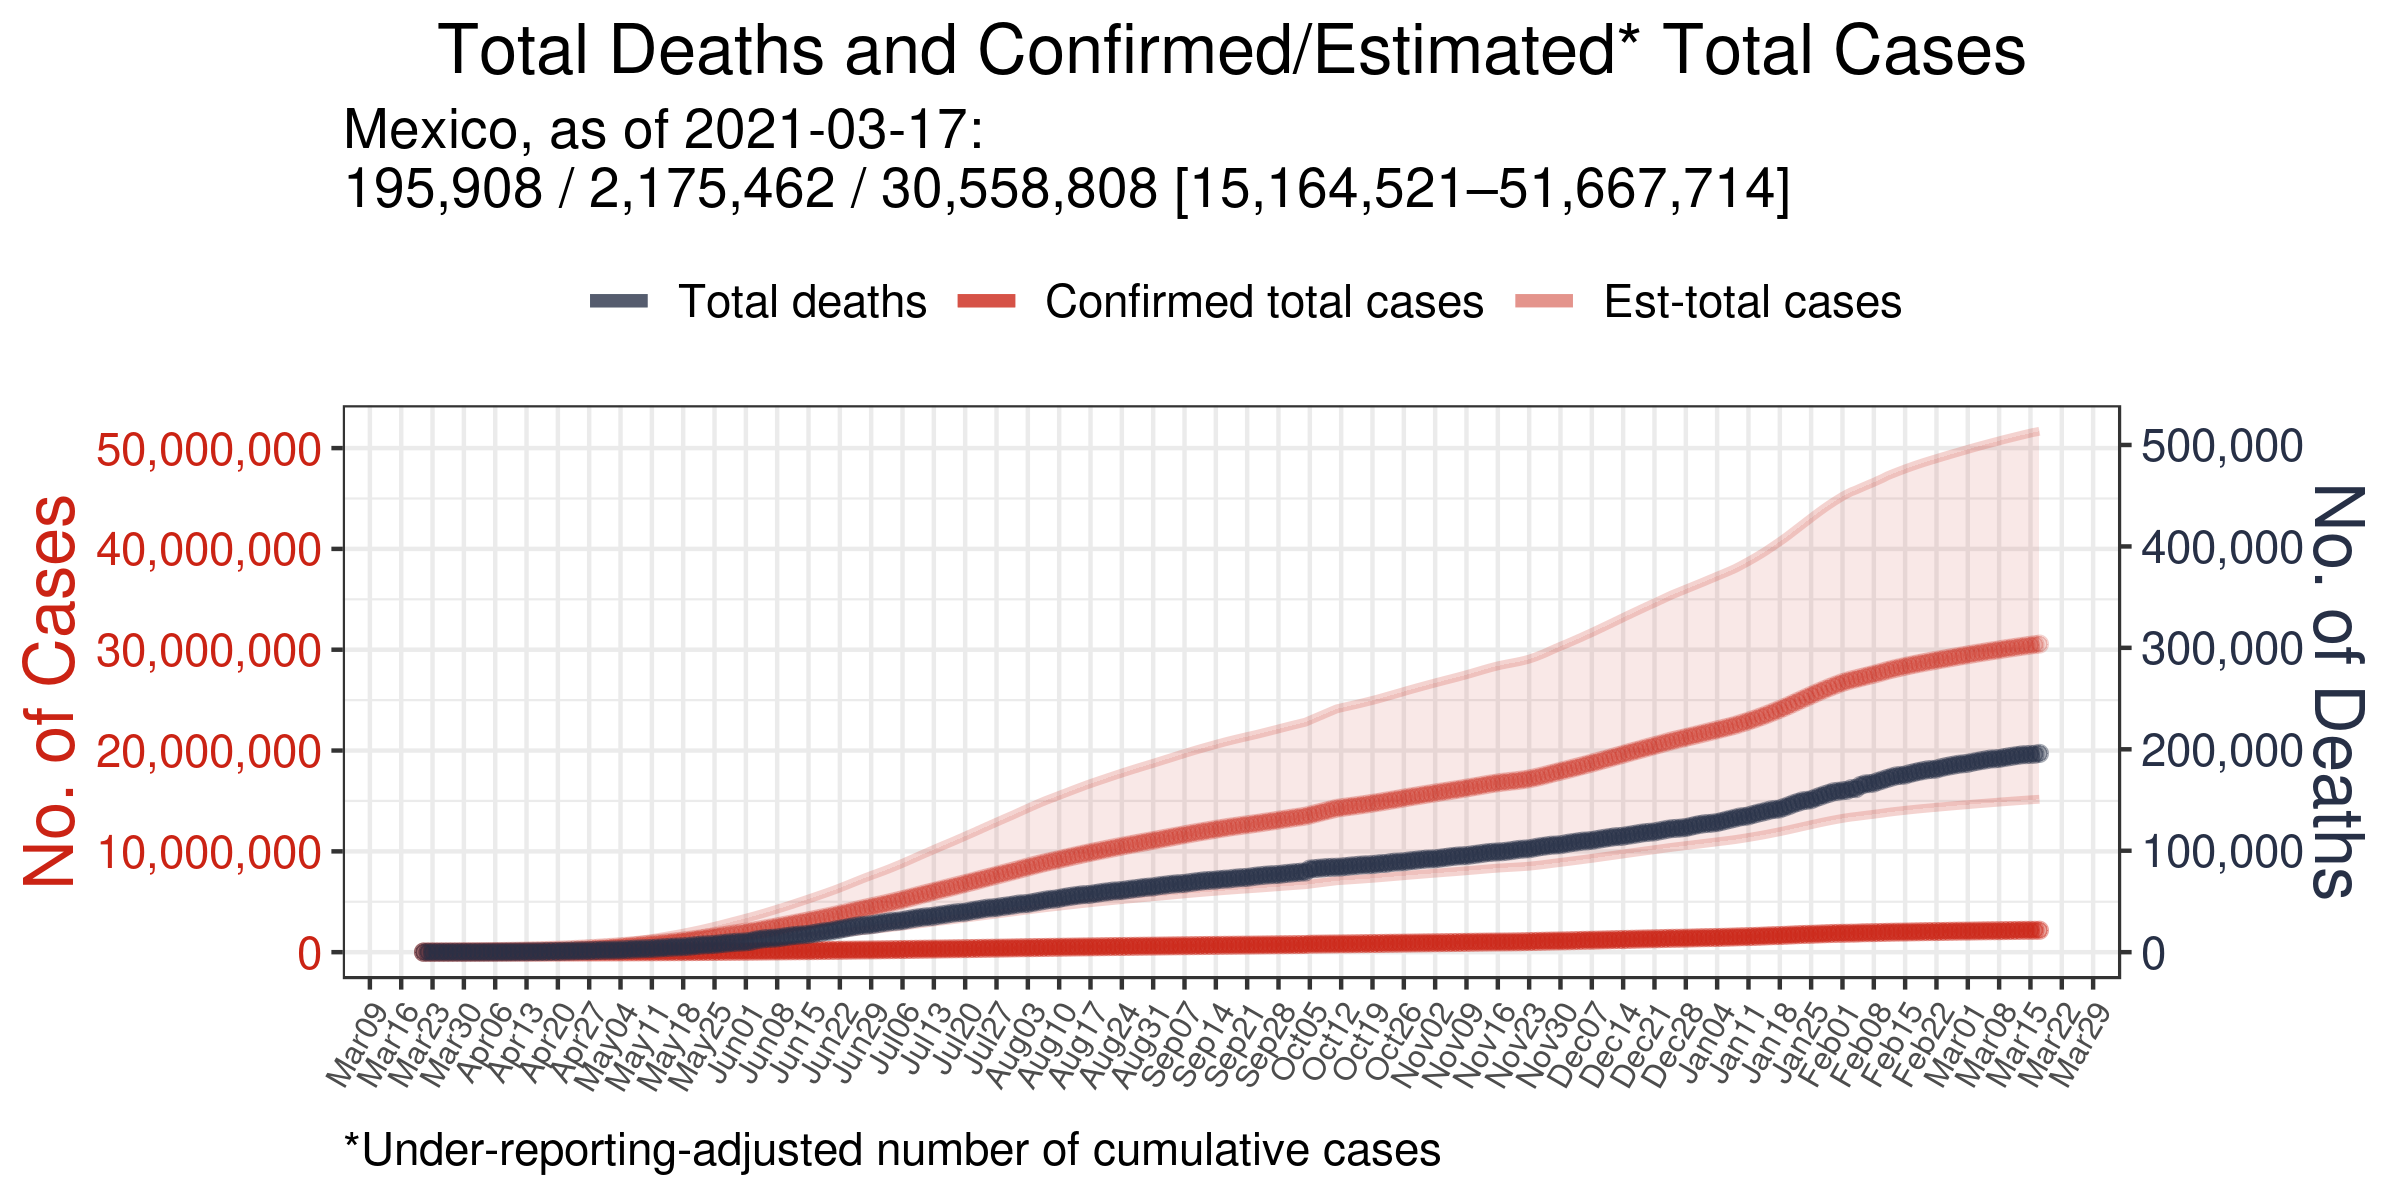 Total Deaths and Confirmed/Estimated* Total Cases
Mexico, as of 2021-03-17:
195,908 / 2,175,462 / 30,558,808 [15,164,521–51,667,714]
Total deaths
Confirmed total cases
Est-total cases
No. of Cases
50,000,000
40,000,000
30,000,000
20,000,000
10,000,000
0
500,000
400,000
300,000
200,000
100,000
0
No. of Deaths
Mar09
Mar16
Mar23
Mar30
Apr06
Apr13
Apr20
Apr27
May04
May11
May18
May25
Jun01
Jun08
Jun15
Jun22
Jun29
Jul06
Jul13
Jul20
Jul27
Aug03
Aug10
Aug17
Aug24
Aug31
Sep07
Sep14
Sep21
Sep28
Oct05
Oct12
Oct19
Oct26
Nov02
Nov09
Nov16
Nov23
Nov30
Dec07
Dec14
Dec21
Dec28
Jan04
Jan11
Jan18
Jan25
Feb01
Feb08
Feb15
Feb22
Mar01
Mar08
Mar15
Mar22
Mar29
*Under-reporting-adjusted number of cumulative cases